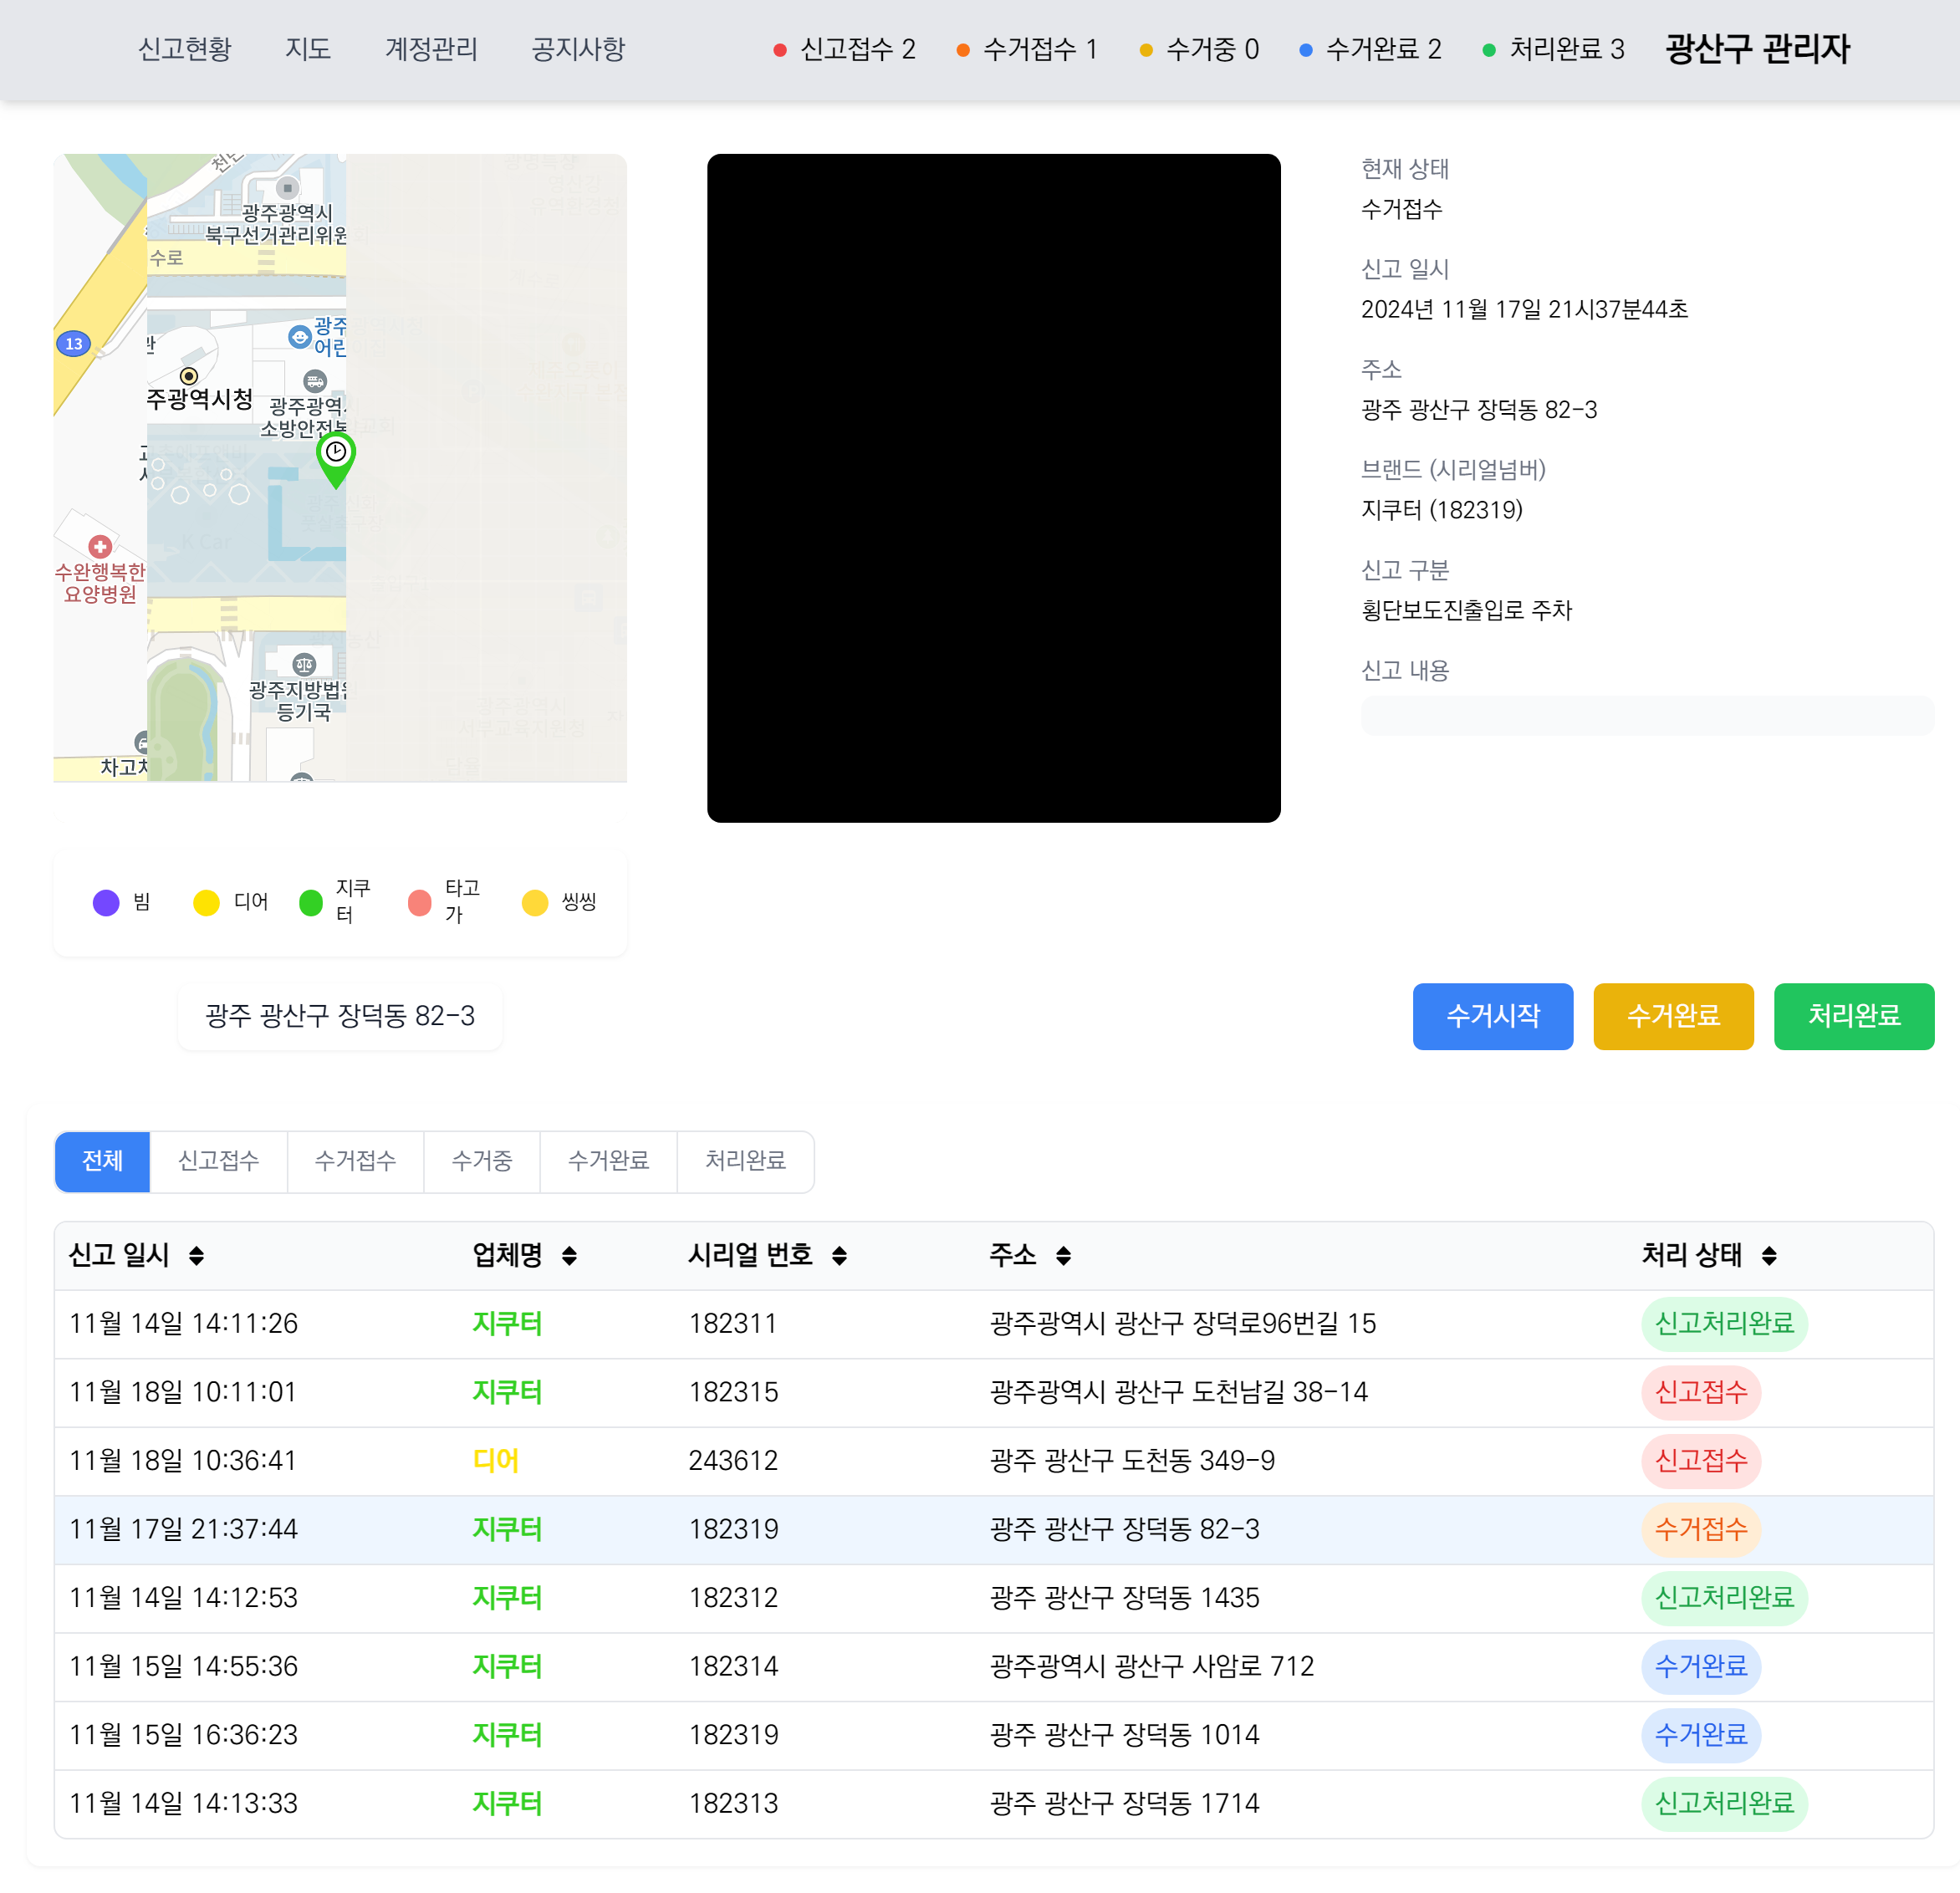 신고현황 지도 계정관리 공지사항 신고접수 2 수거접수 1 수거중 0 수거완료 2 처리완료 3 광산구 관리자
광주광역시
북구선거관리위원
수로
13
광주
어린
주광역시청
광주광역시
소방안전본
K Car
수완행복한
요양병원
광주지방법원
등기국
차고지
현재 상태
수거접수
신고 일시
2024년 11월 17일 21시37분44초
주소
광주 광산구 장덕동 82-3
브랜드 (시리얼넘버)
지쿠터 (182319)
신고 구분
횡단보도진출입로 주차
신고 내용
빔 디어 지쿠터 타고가 씽씽
광주 광산구 장덕동 82-3
수거시작 수거완료 처리완료
전체 신고접수 수거접수 수거중 수거완료 처리완료
신고 일시 업체명 시리얼 번호 주소 처리 상태
11월 14일 14:11:26 지쿠터 182311 광주광역시 광산구 장덕로96번길 15 신고처리완료
11월 18일 10:11:01 지쿠터 182315 광주광역시 광산구 도천남길 38-14 신고접수
11월 18일 10:36:41 디어 243612 광주 광산구 도천동 349-9 신고접수
11월 17일 21:37:44 지쿠터 182319 광주 광산구 장덕동 82-3 수거접수
11월 14일 14:12:53 지쿠터 182312 광주 광산구 장덕동 1435 신고처리완료
11월 15일 14:55:36 지쿠터 182314 광주광역시 광산구 사암로 712 수거완료
11월 15일 16:36:23 지쿠터 182319 광주 광산구 장덕동 1014 수거완료
11월 14일 14:13:33 지쿠터 182313 광주 광산구 장덕동 1714 신고처리완료